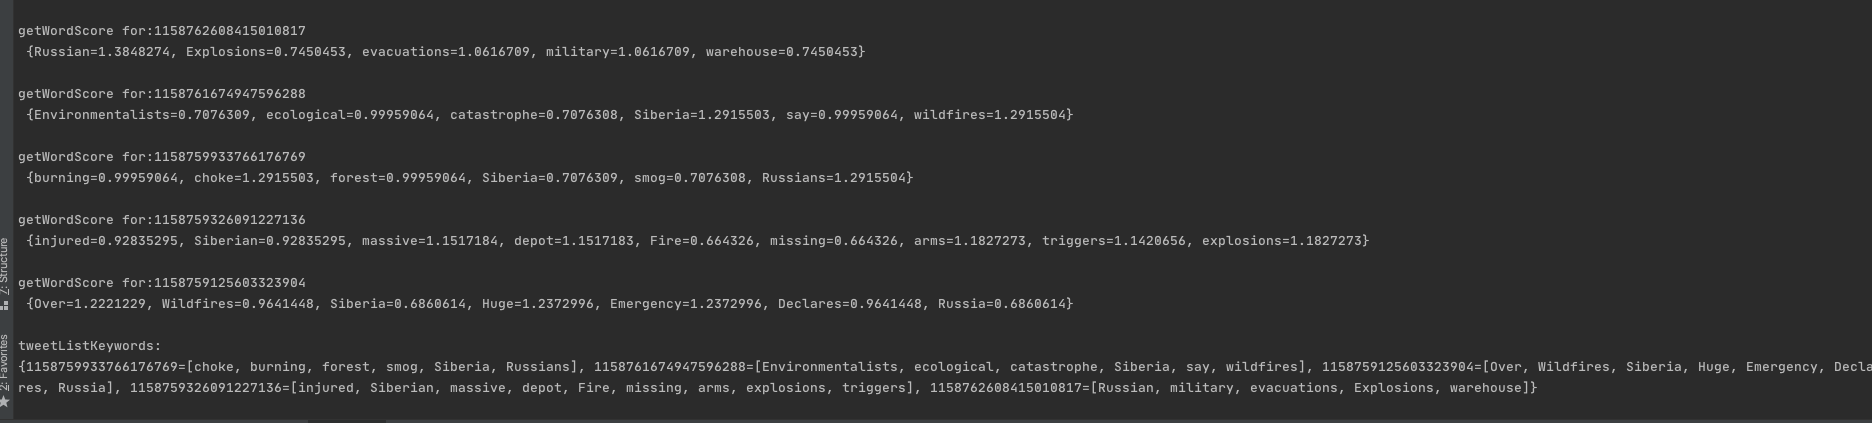 getWordScore for:1158762608415010817
{Russian=1.3848274, Explosions=0.7450453, evacuations=1.0616709, military=1.0616709, warehouse=0.7450453}
getWordScore for:1158761674947596288
{Environmentalists=0.7076309, ecological=0.99959064, catastrophe=0.7076308, Siberia=1.2915503, say=0.99959064, wildfires=1.2915504}
getWordScore for:1158759933766176769
{burning=0.99959064, choke=1.2915503, forest=0.99959064, Siberia=0.7076309, smog=0.7076308, Russians=1.2915504}
getWordScore for:1158759326091227136
{injured=0.92835295, Siberian=0.92835295, massive=1.1517184, depot=1.1517183, Fire=0.664326, missing=0.664326, arms=1.1827273, triggers=1.1420656, explosions=1.1827273}
getWordScore for:1158759125603323904
{Over=1.2221229, Wildfires=0.9641448, Siberia=0.6860614, Huge=1.2372996, Emergency=1.2372996, Declares=0.9641448, Russia=0.6860614}
tweetListKeywords:
{1158759933766176769=[choke, burning, forest, smog, Siberia, Russians], 1158761674947596288=[Environmentalists, ecological, catastrophe, Siberia, say, wildfires], 1158759125603323904=[Over, Wildfires, Siberia, Huge, Emergency, Decla
res, Russia], 1158759326091227136=[injured, Siberian, massive, depot, Fire, missing, arms, explosions, triggers], 1158762608415010817=[Russian, military, evacuations, Explosions, warehouse]}
7: Structure
2: Favorites